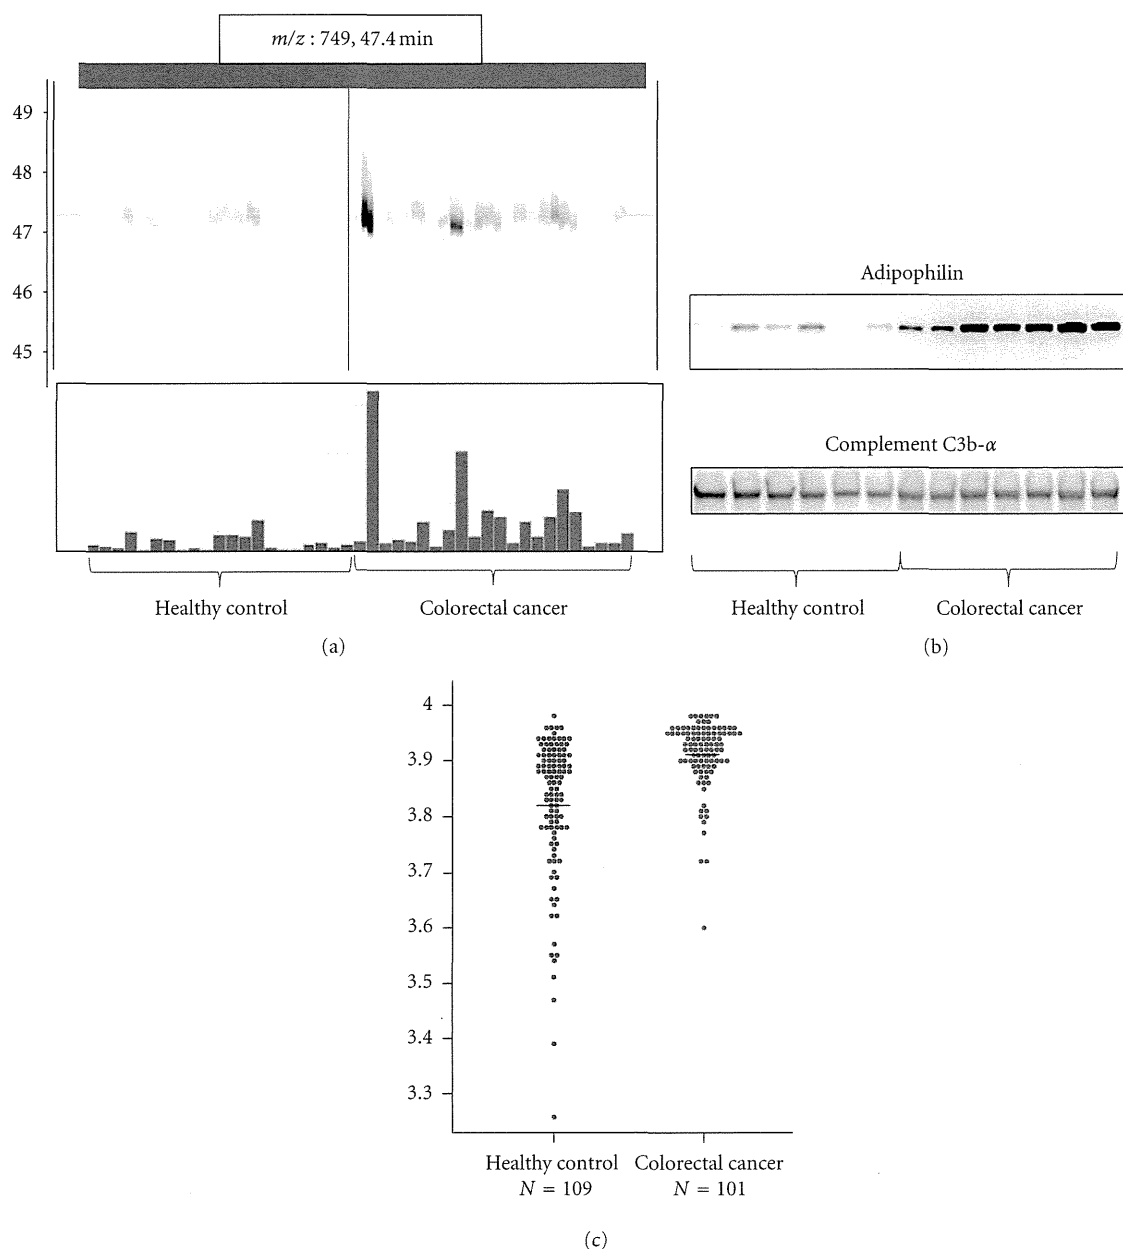 m/z : 749, 47.4 min
49
48
47
46
45
Healthy control
Colorectal cancer
(a)
Adipophilin
Complement C3b-α
Healthy control
Colorectal cancer
(b)
4
3.9
3.8
3.7
3.6
3.5
3.4
3.3
Healthy control
N = 109
Colorectal cancer
N = 101
(c)